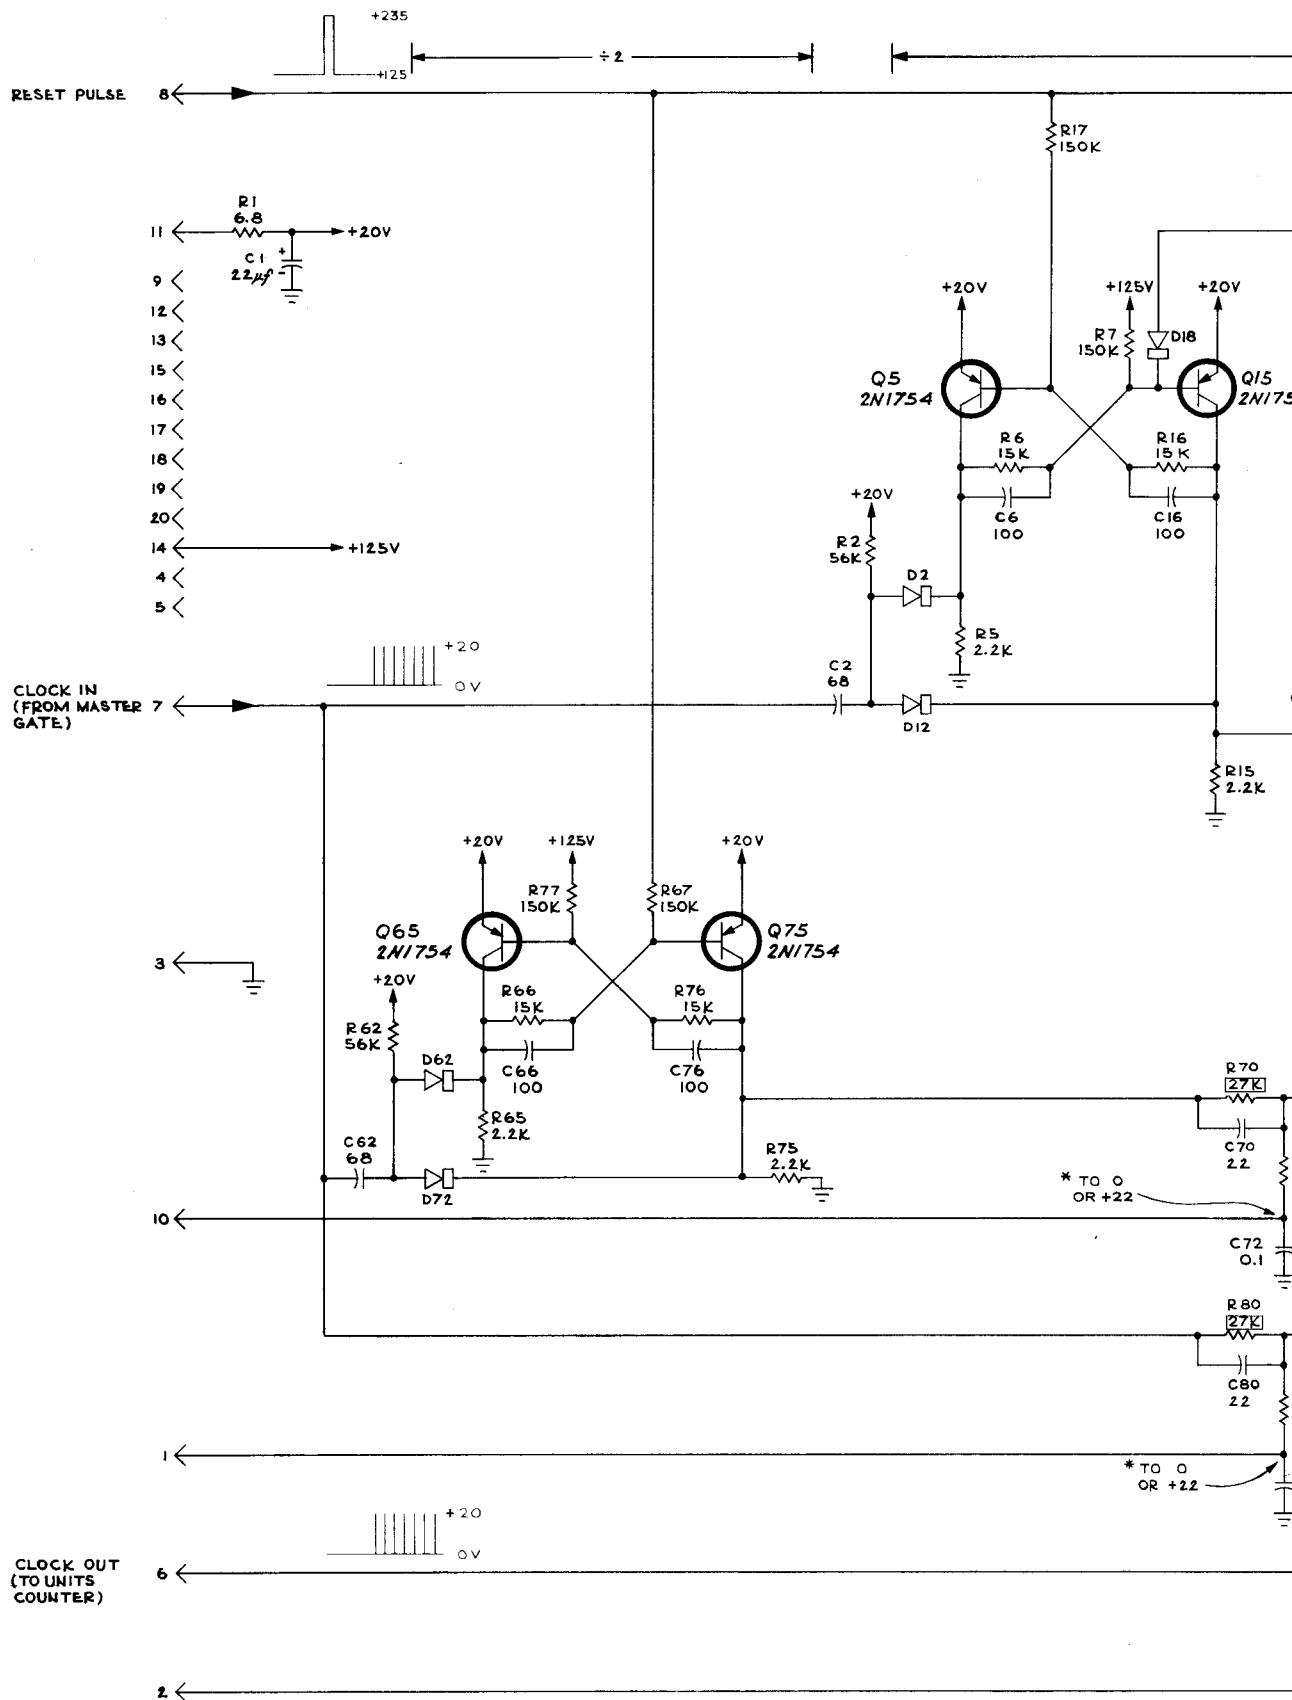 +235
÷2
+125
RESET PULSE 8
R17
150K
R1
6.8
11
+20V
C1
+
22µf
-
9
12
13
15
16
17
18
19
20
14
+125V
4
5
+20V
+125V
+20V
R7
150K
D18
Q5
2N1754
Q15
R6
15K
R16
15K
+20V
C6
100
C16
100
R2
56K
D2
R5
2.2K
+20
0V
C2
68
CLOCK IN
(FROM MASTER 7
GATE)
D12
R15
2.2K
+20V
+125V
+20V
R77
150K
R67
150K
Q65
2N1754
Q75
2N1754
3
+20V
R66
15K
R76
15K
R62
56K
D62
C66
100
C76
100
R65
2.2K
R70
27K
C70
22
C62
68
D72
R75
2.2K
* TO 0
OR +22
10
C72
0.1
R80
27K
C80
22
1
* TO 0
OR +22
+20
0V
CLOCK OUT
(TO UNITS 6
COUNTER)
2